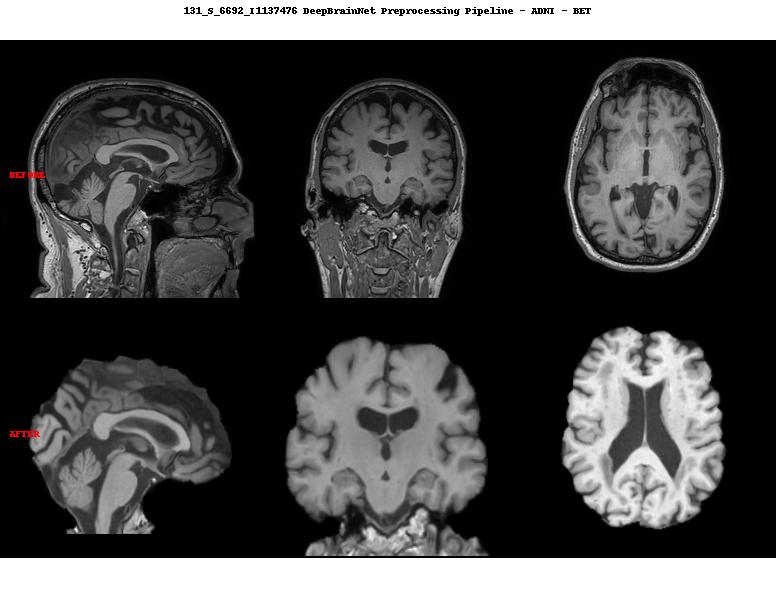 131_S_6692_I1137476 DeepBrainNet Preprocessing Pipeline - ADNI - BET
BEFORE
AFTER